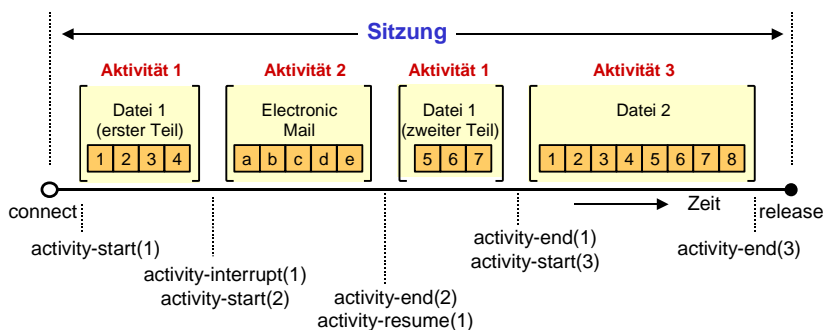 Sitzung
Aktivität 1
Aktivität 2
Aktivität 1
Aktivität 3
Datei 1
(erster Teil)
1 2 3 4
Electronic
Mail
a b c d e
Datei 1
(zweiter Teil)
5 6 7
Datei 2
1 2 3 4 5 6 7 8
connect
Zeit
release
activity-start(1)
activity-interrupt(1)
activity-start(2)
activity-end(2)
activity-resume(1)
activity-end(1)
activity-start(3)
activity-end(3)